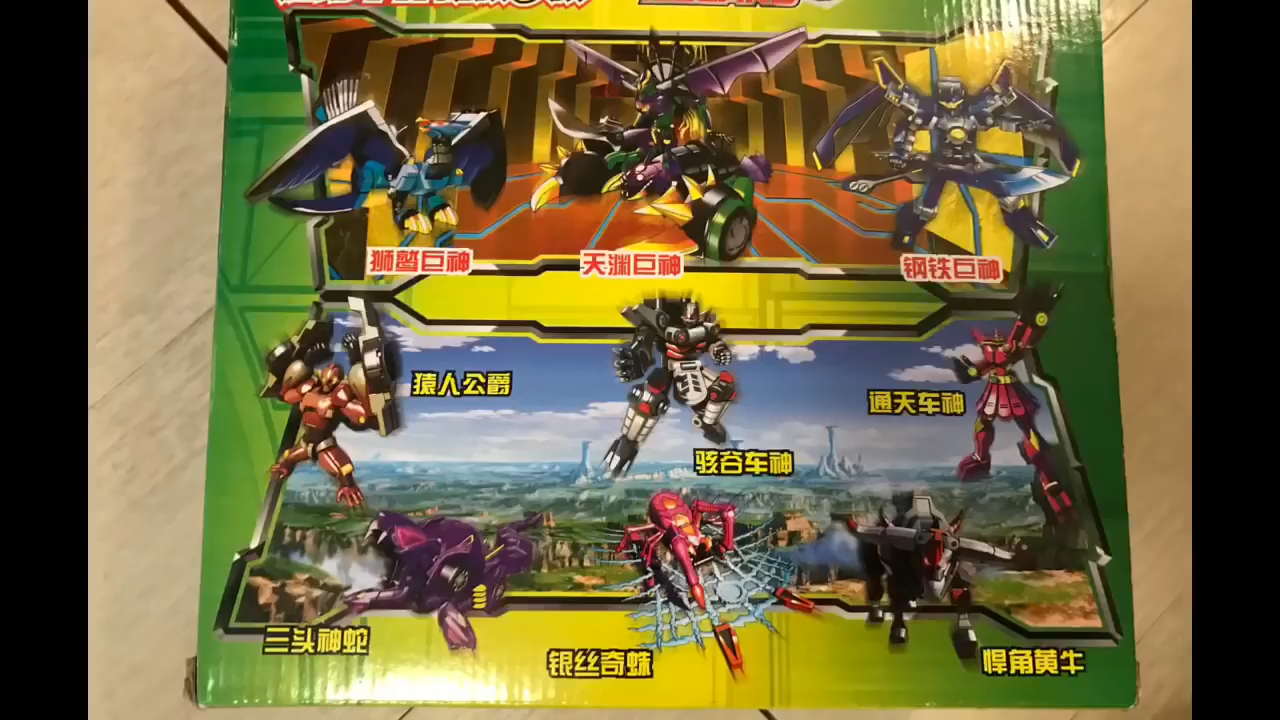 狮鹫巨神
天渊巨神
钢铁巨神
猿人公爵
通天车神
骇谷车神
三头神蛇
银丝奇蛛
悍角黄牛